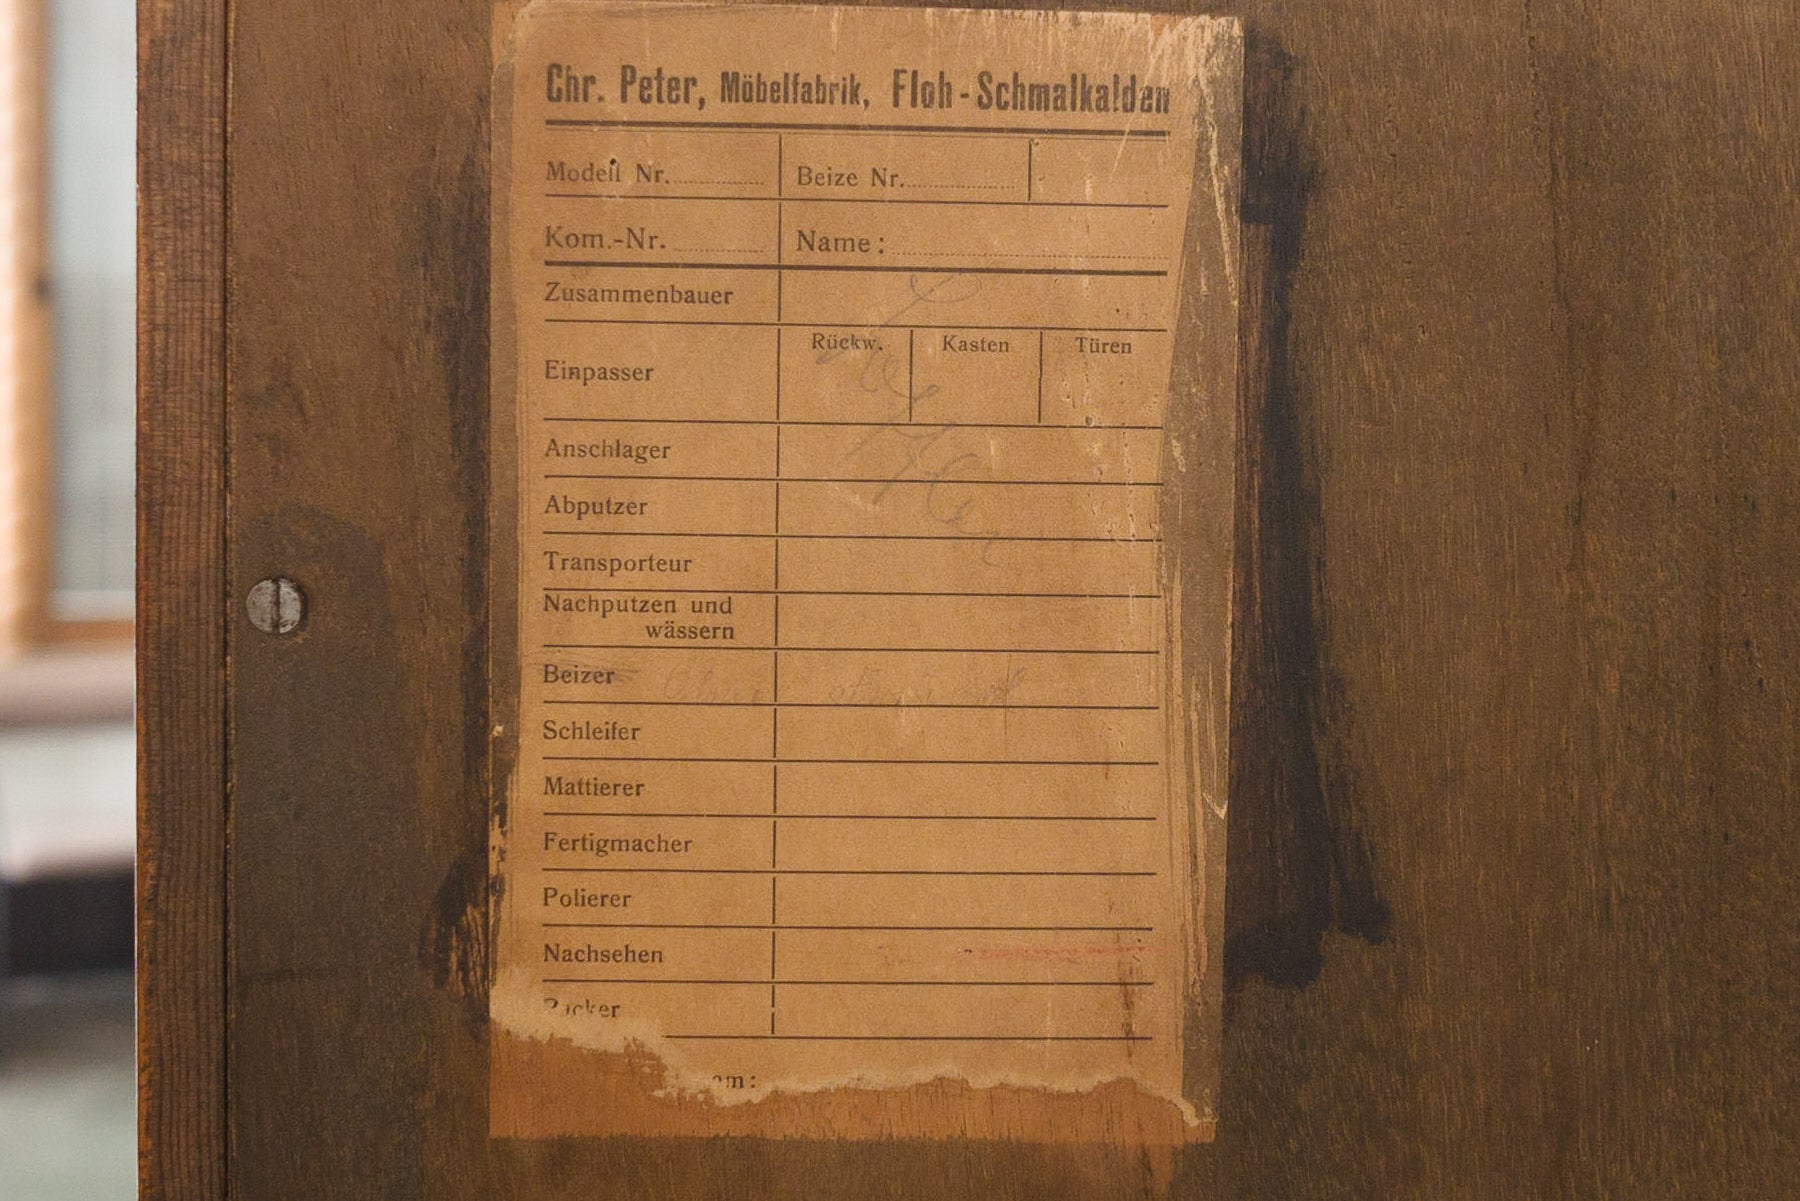 Chr. Peter, Möbelfabrik, Floh-Schmalkalden
Modell Nr. Beize Nr.
Kom.-Nr. Name:
Zusammenbauer
Rückw. Kasten Türen
Einpasser
Anschlager
Abputzer
Transporteur
Nachputzen und
wässern
Beizer
Schleifer
Mattierer
Fertigmacher
Polierer
Nachsehen